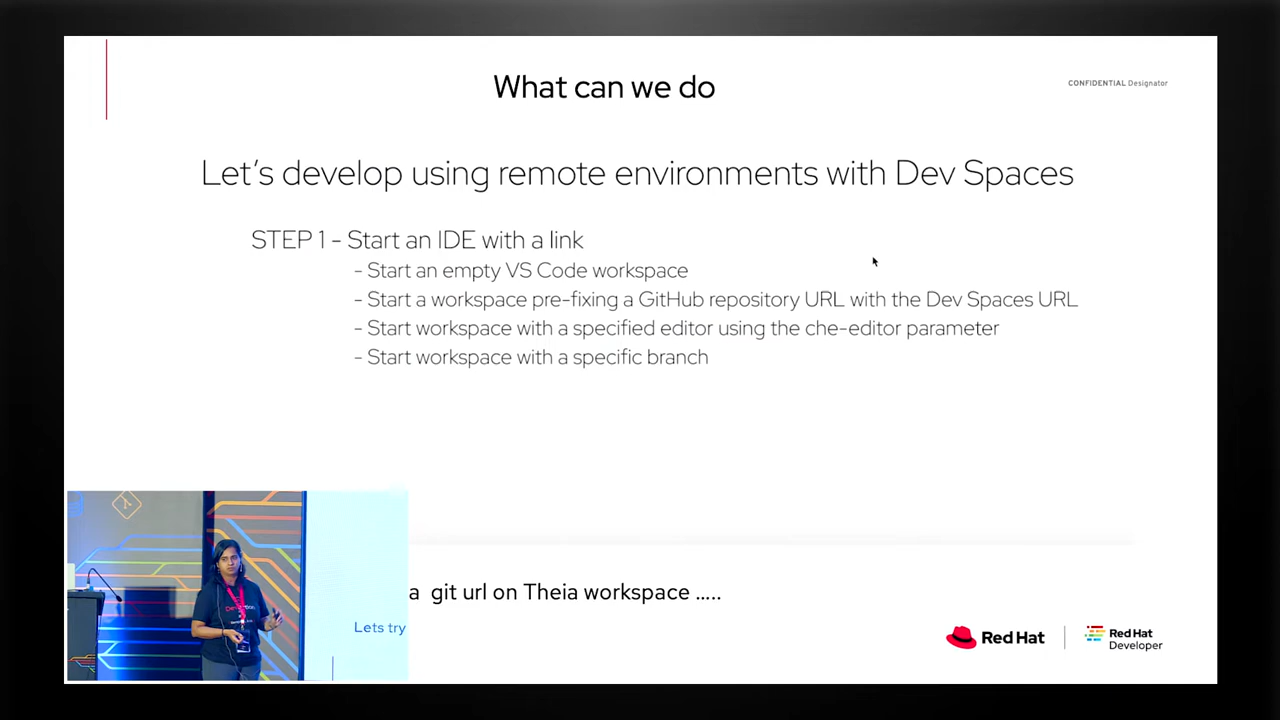 What can we do
CONFIDENTIAL Designator
Let's develop using remote environments with Dev Spaces
STEP 1 - Start an IDE with a link
- Start an empty VS Code workspace
- Start a workspace pre-fixing a GitHub repository URL with the Dev Spaces URL
- Start workspace with a specified editor using the che-editor parameter
- Start workspace with a specific branch
a git url on Theia workspace .....
Lets try
Red Hat
Red Hat
Developer